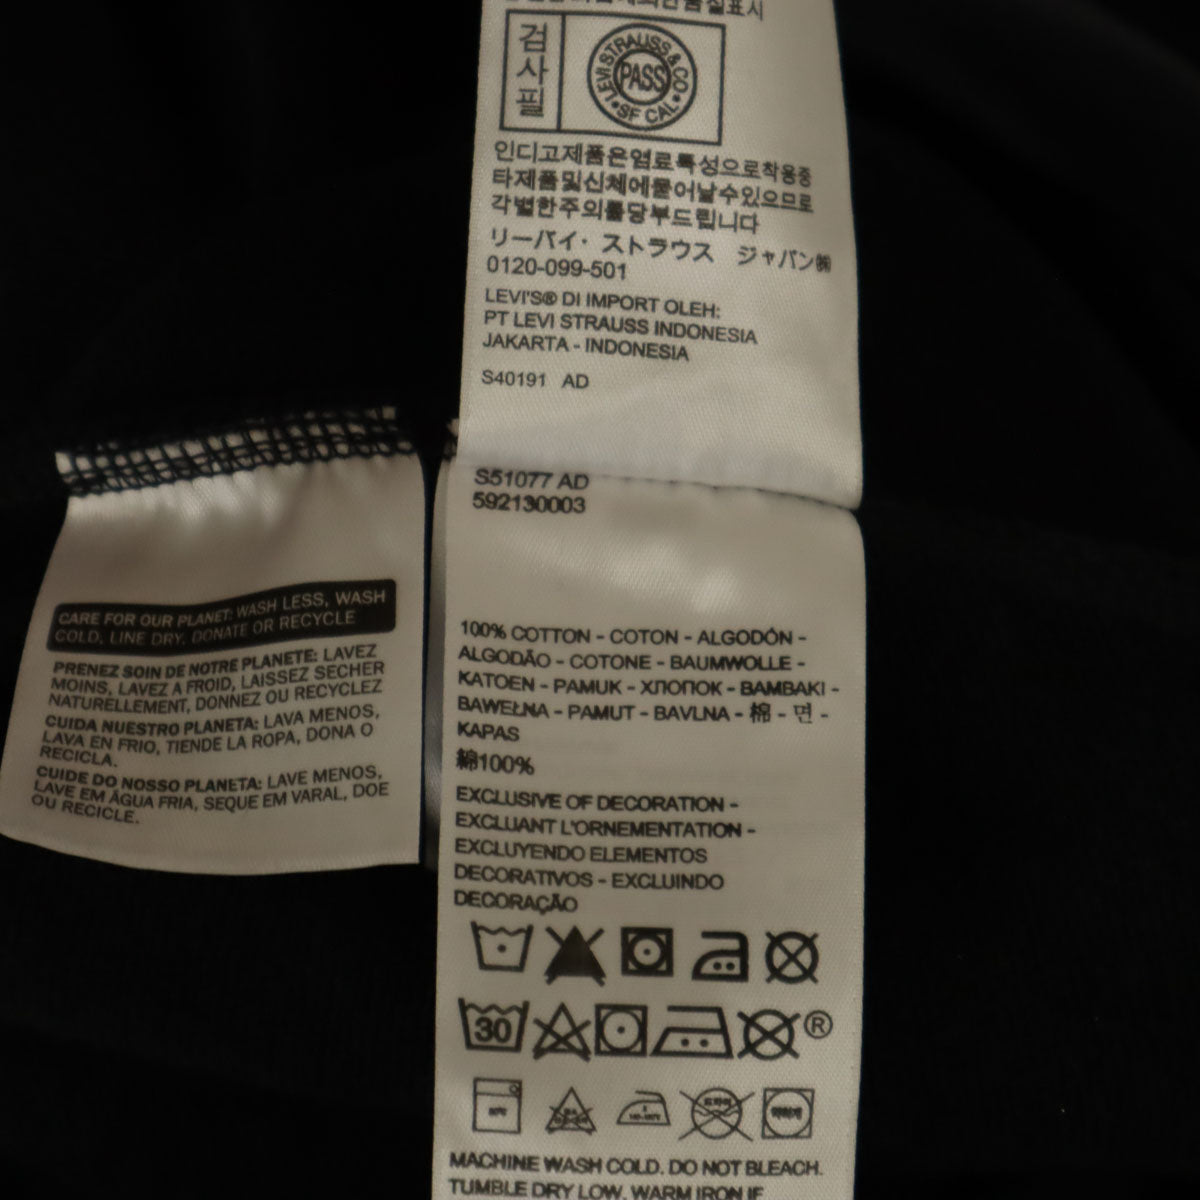 검사필
LEVI STRAUSS & CO
PASS
SF CAL
인디고제품은염료특성으로착용중
타제품및신체에묻어날수있으므로
각별한주의를당부드립니다
リーバイ・ストラウス ジャパン㈱
0120-099-501
LEVI'S® DI IMPORT OLEH:
PT LEVI STRAUSS INDONESIA
JAKARTA - INDONESIA
S40191 AD
S51077 AD
592130003
CARE FOR OUR PLANET: WASH LESS, WASH
COLD, LINE DRY, DONATE OR RECYCLE
PRENEZ SOIN DE NOTRE PLANETE: LAVEZ
MOINS, LAVEZ A FROID, LAISSEZ SECHER
NATURELLEMENT, DONNEZ OU RECYCLEZ
CUIDA NUESTRO PLANETA: LAVA MENOS,
LAVA EN FRIO, TIENDE LA ROPA, DONA O
RECICLA.
CUIDE DO NOSSO PLANETA: LAVE MENOS,
LAVE EM ÁGUA FRIA, SEQUE EM VARAL, DOE
OU RECICLE.
100% COTTON - COTON - ALGODÓN -
ALGODÃO - COTONE - BAUMWOLLE -
KATOEN - PAMUK - ХЛОПОК - BAMBAKI -
BAWEŁNA - PAMUT - BAVLNA - 棉 - 면 -
KAPAS
綿100%
EXCLUSIVE OF DECORATION -
EXCLUANT L'ORNEMENTATION -
EXCLUYENDO ELEMENTOS
DECORATIVOS - EXCLUINDO
DECORAÇÃO
30
®
MACHINE WASH COLD. DO NOT BLEACH.
TUMBLE DRY LOW. WARM IRON IF